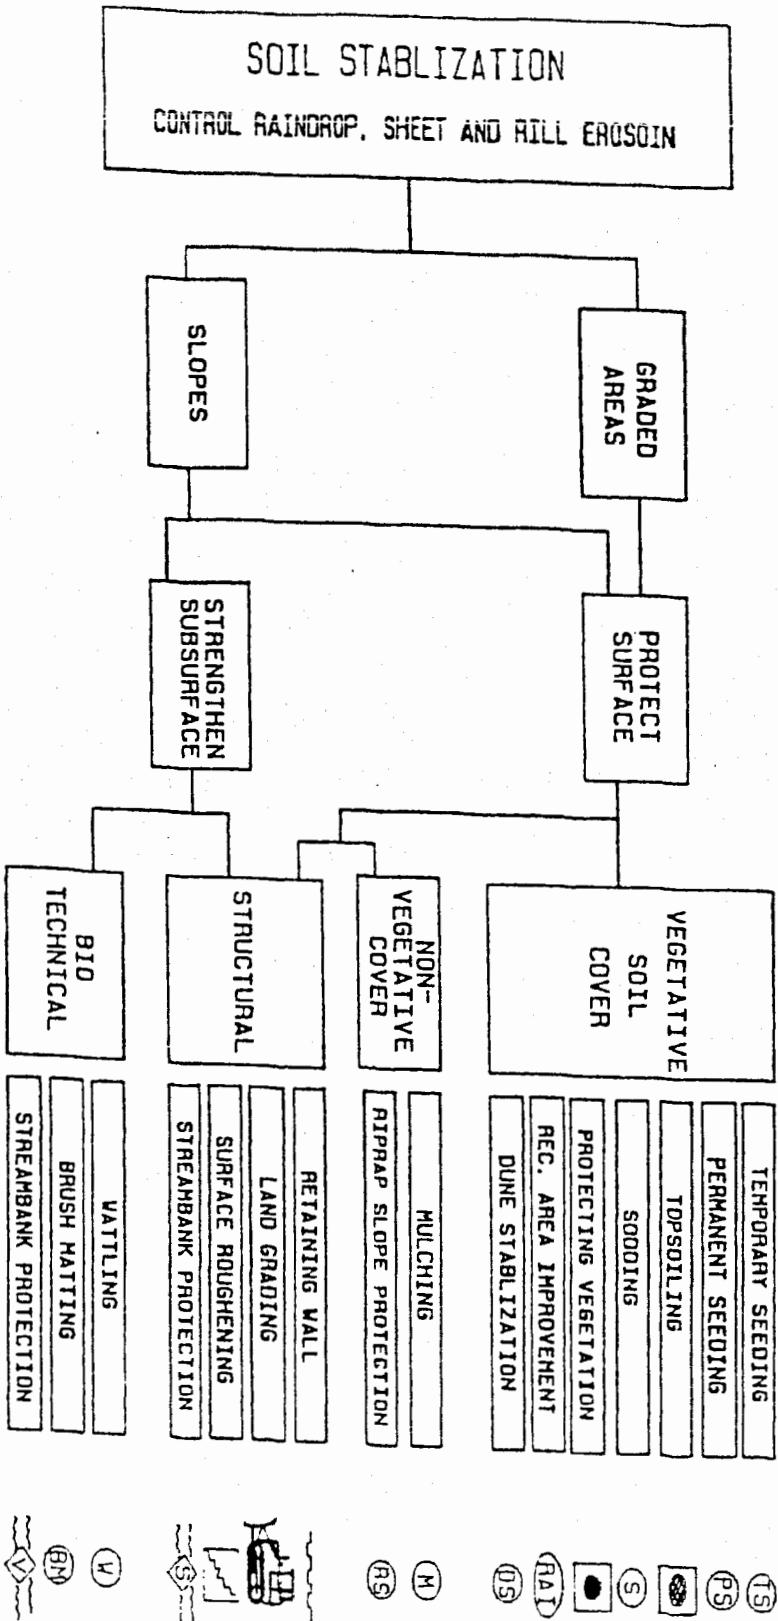 SOIL STABLIZATION
CONTROL RAINDROP, SHEET AND RILL EROSOIN
GRADED
AREAS
SLOPES
PROTECT
SURFACE
STRENGTHEN
SUBSURFACE
VEGETATIVE
SOIL
COVER
TEMPORARY SEEDING
TS
PERMANENT SEEDING
PS
TOPSOILING
SODDING
S
PROTECTING VEGETATION
REC. AREA IMPROVEMENT
RAI
DUNE STABLIZATION
DS
NON-
VEGETATIVE
COVER
MULCHING
M
RIPRAP SLOPE PROTECTION
RS
STRUCTURAL
RETAINING WALL
LAND GRADING
SURFACE ROUGHENING
STREAMBANK PROTECTION
S
BIO
TECHNICAL
WATTLING
W
BRUSH MATTING
BM
STREAMBANK PROTECTION
V